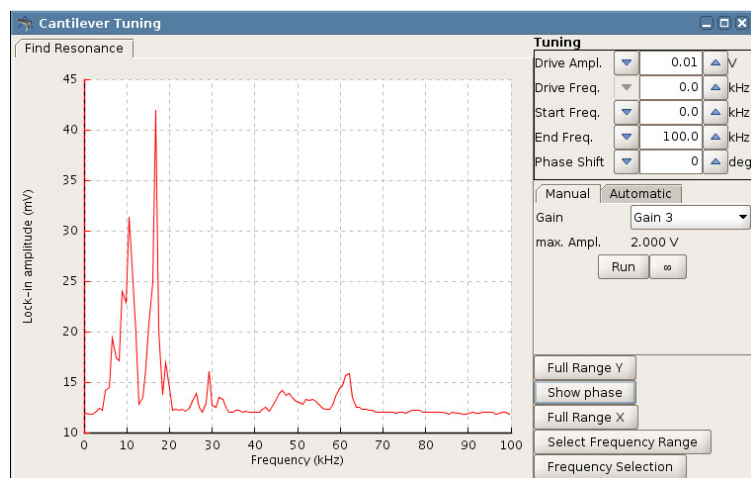 Cantilever Tuning
Find Resonance
45
40
35
30
25
20
15
10
Lock-in amplitude (mV)
0 10 20 30 40 50 60 70 80 90 100
Frequency (kHz)
Tuning
Drive Ampl. 0.01 V
Drive Freq. 0.0 kHz
Start Freq. 0.0 kHz
End Freq. 100.0 kHz
Phase Shift 0 deg
Manual Automatic
Gain Gain 3
max. Ampl. 2.000 V
Run ∞
Full Range Y
Show phase
Full Range X
Select Frequency Range
Frequency Selection